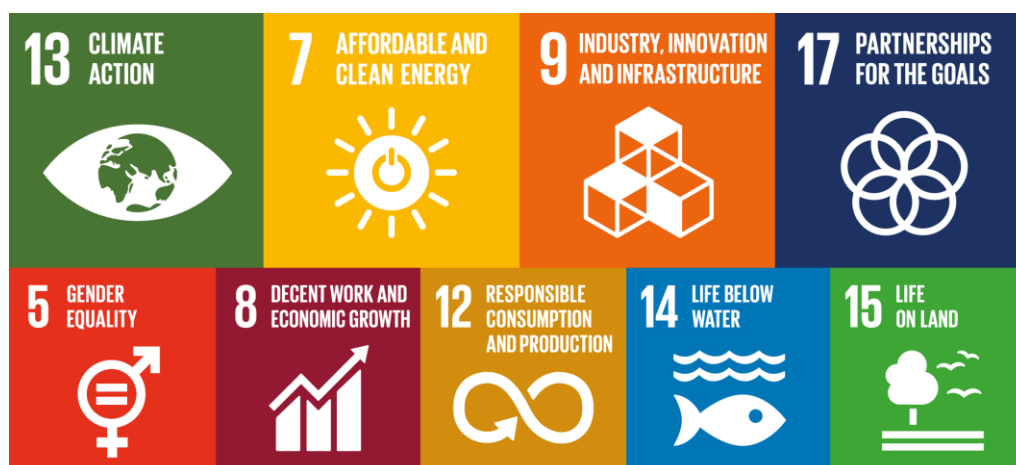 13 CLIMATE
ACTION
7 AFFORDABLE AND
CLEAN ENERGY
9 INDUSTRY, INNOVATION
AND INFRASTRUCTURE
17 PARTNERSHIPS
FOR THE GOALS
5 GENDER
EQUALITY
8 DECENT WORK AND
ECONOMIC GROWTH
12 RESPONSIBLE
CONSUMPTION
AND PRODUCTION
14 LIFE BELOW
WATER
15 LIFE
ON LAND